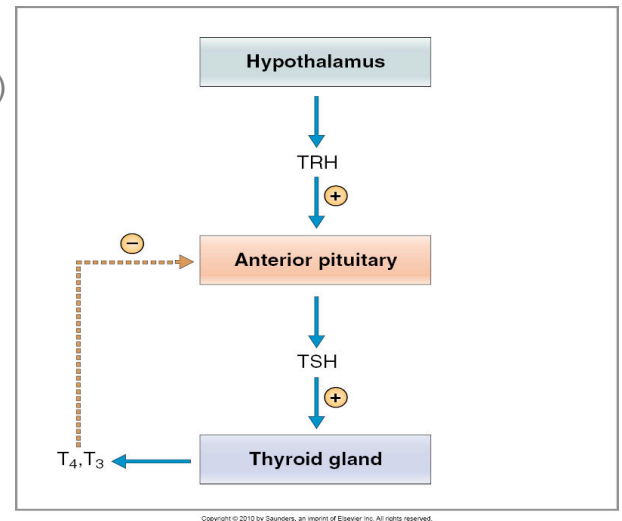 Hypothalamus
TRH
+
−
Anterior pituitary
TSH
+
T₄,T₃
Thyroid gland
Copyright © 2010 by Saunders, an imprint of Elsevier Inc. All rights reserved.